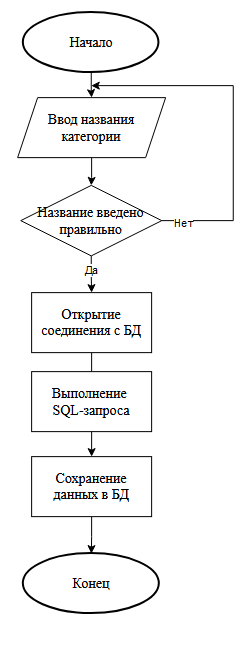 Начало
Ввод названия
категории
Название введено
правильно
Нет
Да
Открытие
соединения с БД
Выполнение
SQL-запроса
Сохранение
данных в БД
Конец